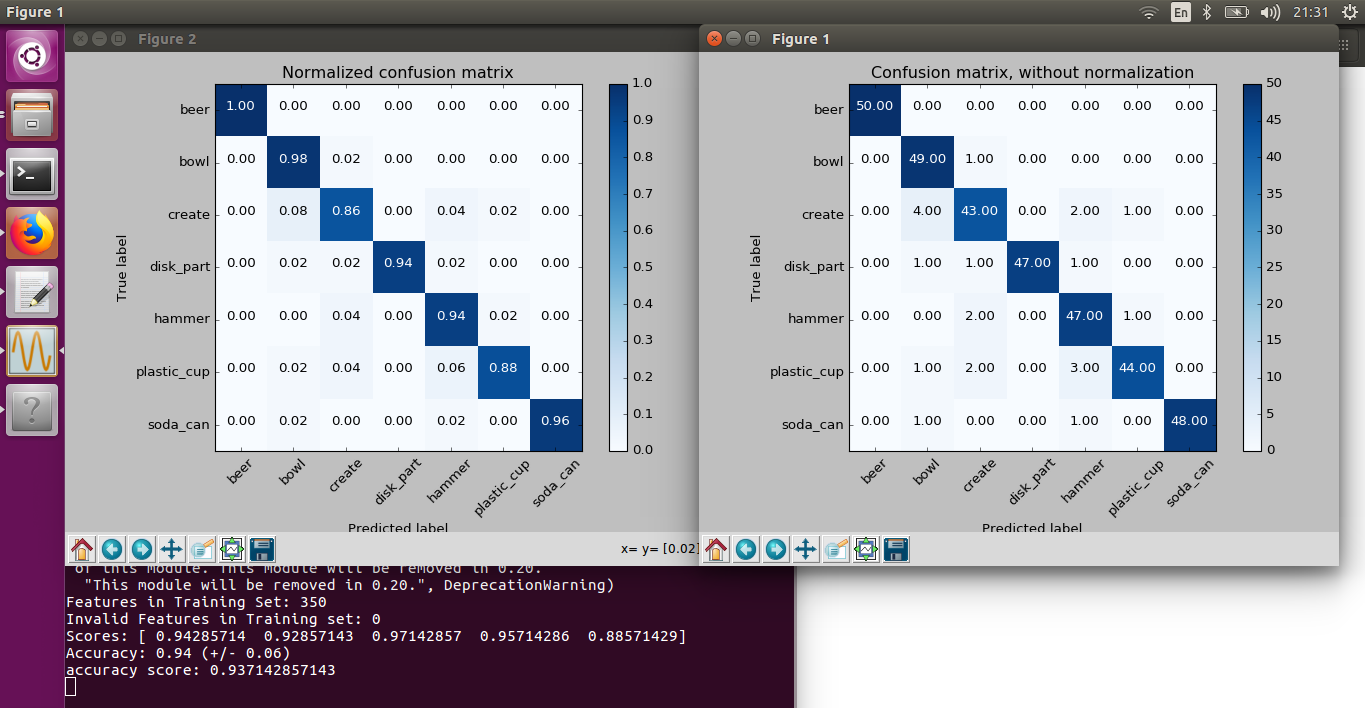 Figure 1
En
21:31
Figure 2
Normalized confusion matrix
True label
beer 1.00 0.00 0.00 0.00 0.00 0.00 0.00
bowl 0.00 0.98 0.02 0.00 0.00 0.00 0.00
create 0.00 0.08 0.86 0.00 0.04 0.02 0.00
disk_part 0.00 0.02 0.02 0.94 0.02 0.00 0.00
hammer 0.00 0.00 0.04 0.00 0.94 0.02 0.00
plastic_cup 0.00 0.02 0.04 0.00 0.06 0.88 0.00
soda_can 0.00 0.02 0.00 0.00 0.02 0.00 0.96
beer bowl create disk_part hammer plastic_cup soda_can
Predicted label
1.0
0.9
0.8
0.7
0.6
0.5
0.4
0.3
0.2
0.1
0.0
x= y= [0.02]
Figure 1
Confusion matrix, without normalization
True label
beer 50.00 0.00 0.00 0.00 0.00 0.00 0.00
bowl 0.00 49.00 1.00 0.00 0.00 0.00 0.00
create 0.00 4.00 43.00 0.00 2.00 1.00 0.00
disk_part 0.00 1.00 1.00 47.00 1.00 0.00 0.00
hammer 0.00 0.00 2.00 0.00 47.00 1.00 0.00
plastic_cup 0.00 1.00 2.00 0.00 3.00 44.00 0.00
soda_can 0.00 1.00 0.00 0.00 1.00 0.00 48.00
beer bowl create disk_part hammer plastic_cup soda_can
Predicted label
50
45
40
35
30
25
20
15
10
5
0
of this module. This module will be removed in 0.20.
"This module will be removed in 0.20.", DeprecationWarning)
Features in Training Set: 350
Invalid Features in Training set: 0
Scores: [ 0.94285714 0.92857143 0.97142857 0.95714286 0.88571429]
Accuracy: 0.94 (+/- 0.06)
accuracy score: 0.937142857143